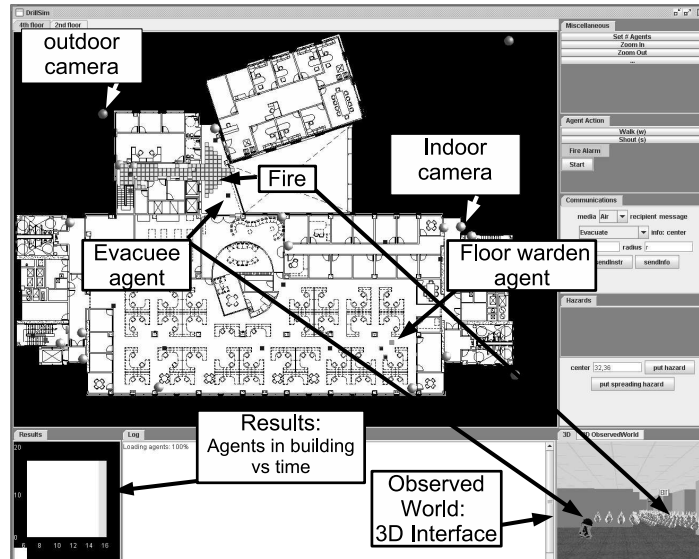 DrillSim
4th floor
2nd floor
Miscellaneous
Set # Agents
Zoom In
Zoom Out
...
outdoor
camera
Agent Action
Walk (w)
Shout (s)
Fire Alarm
Start
Indoor
camera
Fire
Communications
media Air recipient message
Evacuate info: center
radius r
sendInstr sendInfo
Evacuee
agent
Floor warden
agent
Hazards
center 32,36 put hazard
put spreading hazard
Results:
Agents in building
vs time
Results
Log
Loading agents: 100%
3D
3D ObservedWorld
20
10
0
6 8 10 12 14 16
Observed
World:
3D Interface